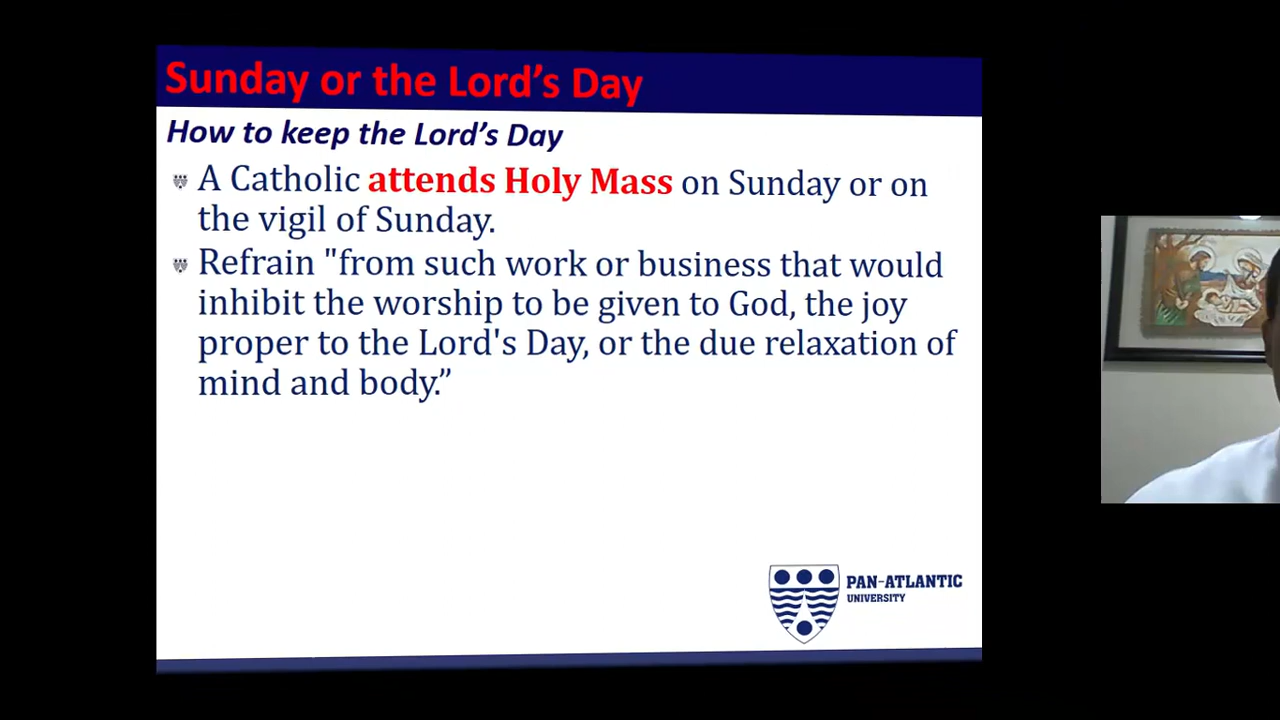 Sunday or the Lord’s Day
How to keep the Lord’s Day
A Catholic attends Holy Mass on Sunday or on
the vigil of Sunday.
Refrain "from such work or business that would
inhibit the worship to be given to God, the joy
proper to the Lord's Day, or the due relaxation of
mind and body.”
PAN-ATLANTIC
UNIVERSITY